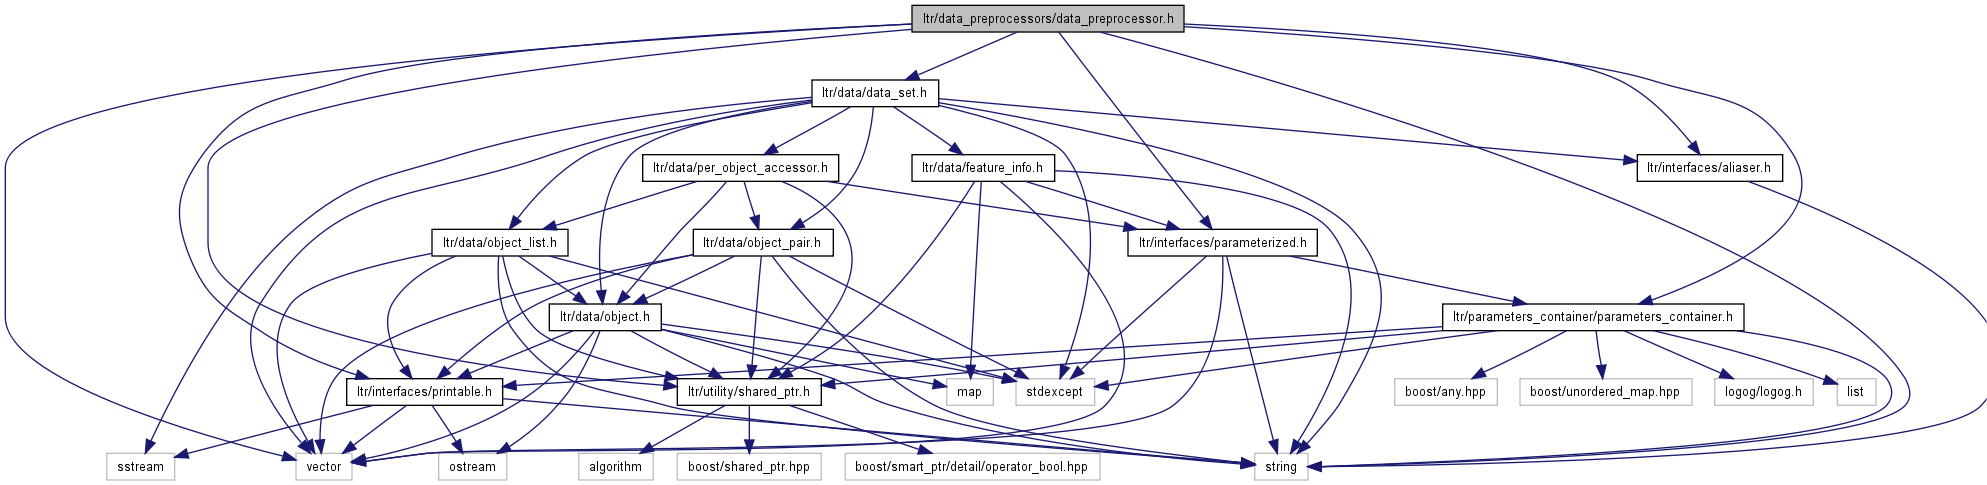 ltr/data_preprocessors/data_preprocessor.h
ltr/data/data_set.h
ltr/data/per_object_accessor.h
ltr/data/feature_info.h
ltr/interfaces/aliaser.h
ltr/data/object_list.h
ltr/data/object_pair.h
ltr/interfaces/parameterized.h
ltr/data/object.h
ltr/parameters_container/parameters_container.h
ltr/interfaces/printable.h
ltr/utility/shared_ptr.h
map
stdexcept
boost/any.hpp
boost/unordered_map.hpp
logog/logog.h
list
sstream
vector
ostream
algorithm
boost/shared_ptr.hpp
boost/smart_ptr/detail/operator_bool.hpp
string